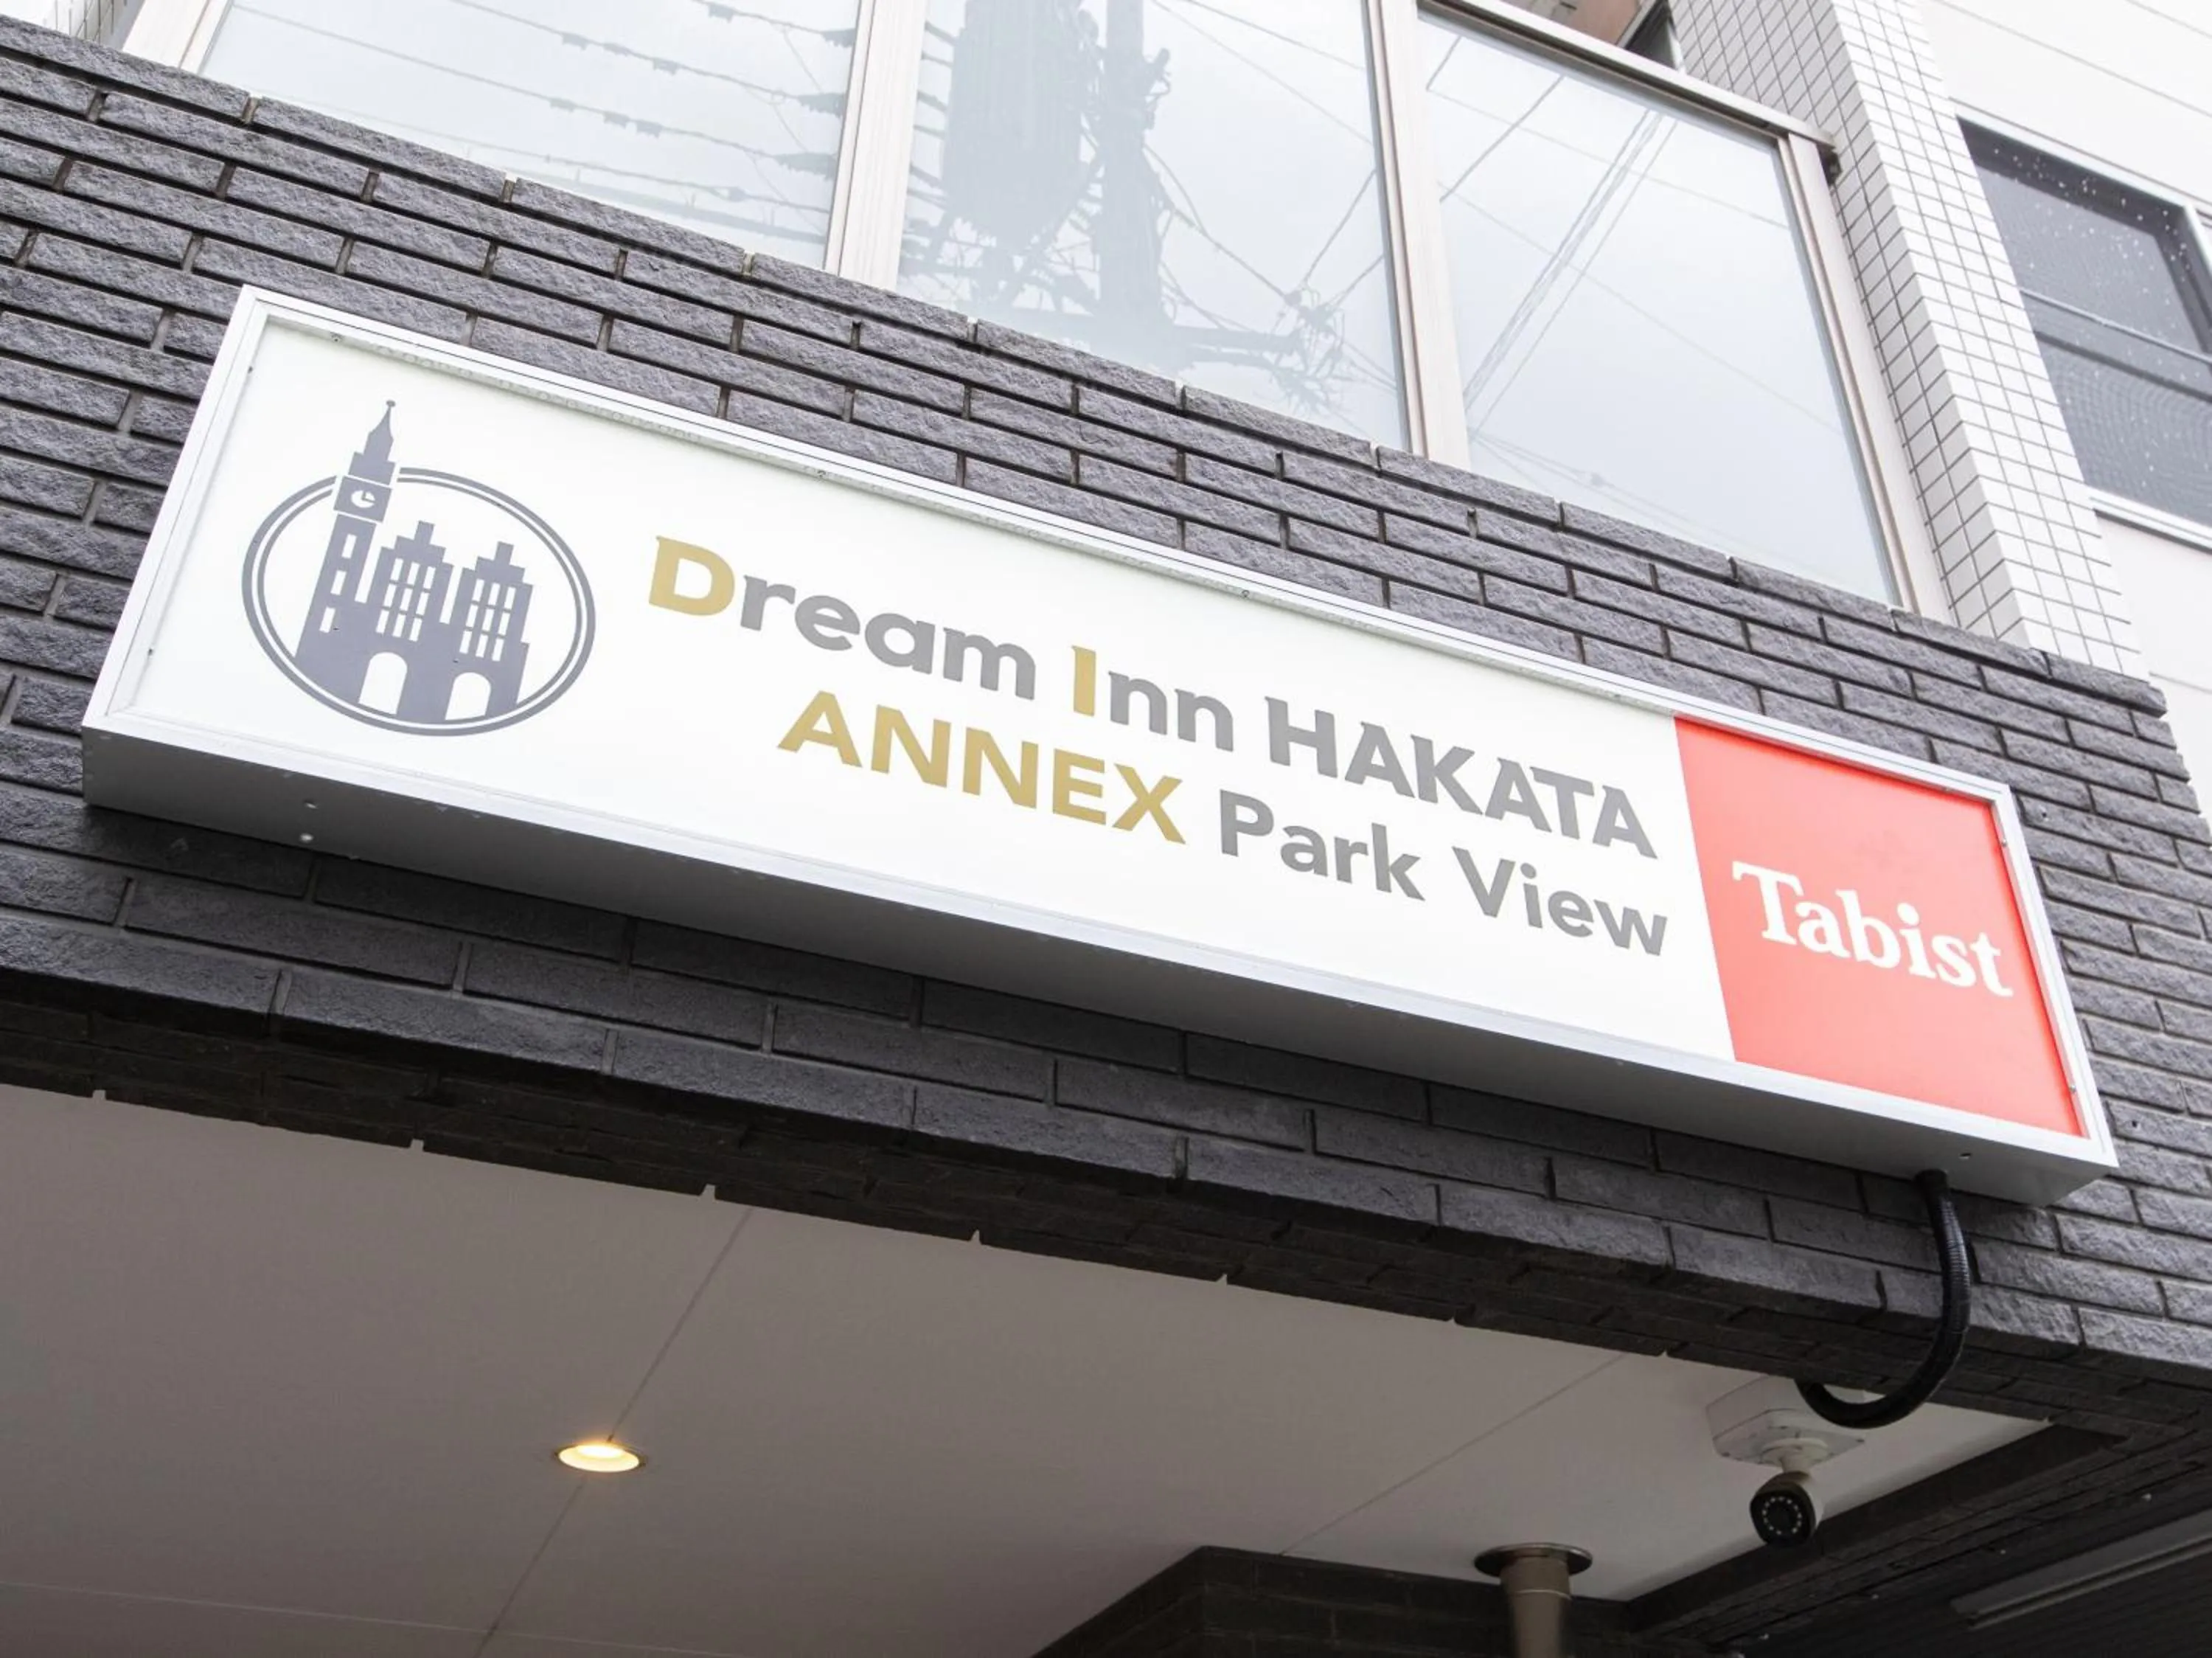 Dream Inn HAKATA
ANNEX Park View
Tabist